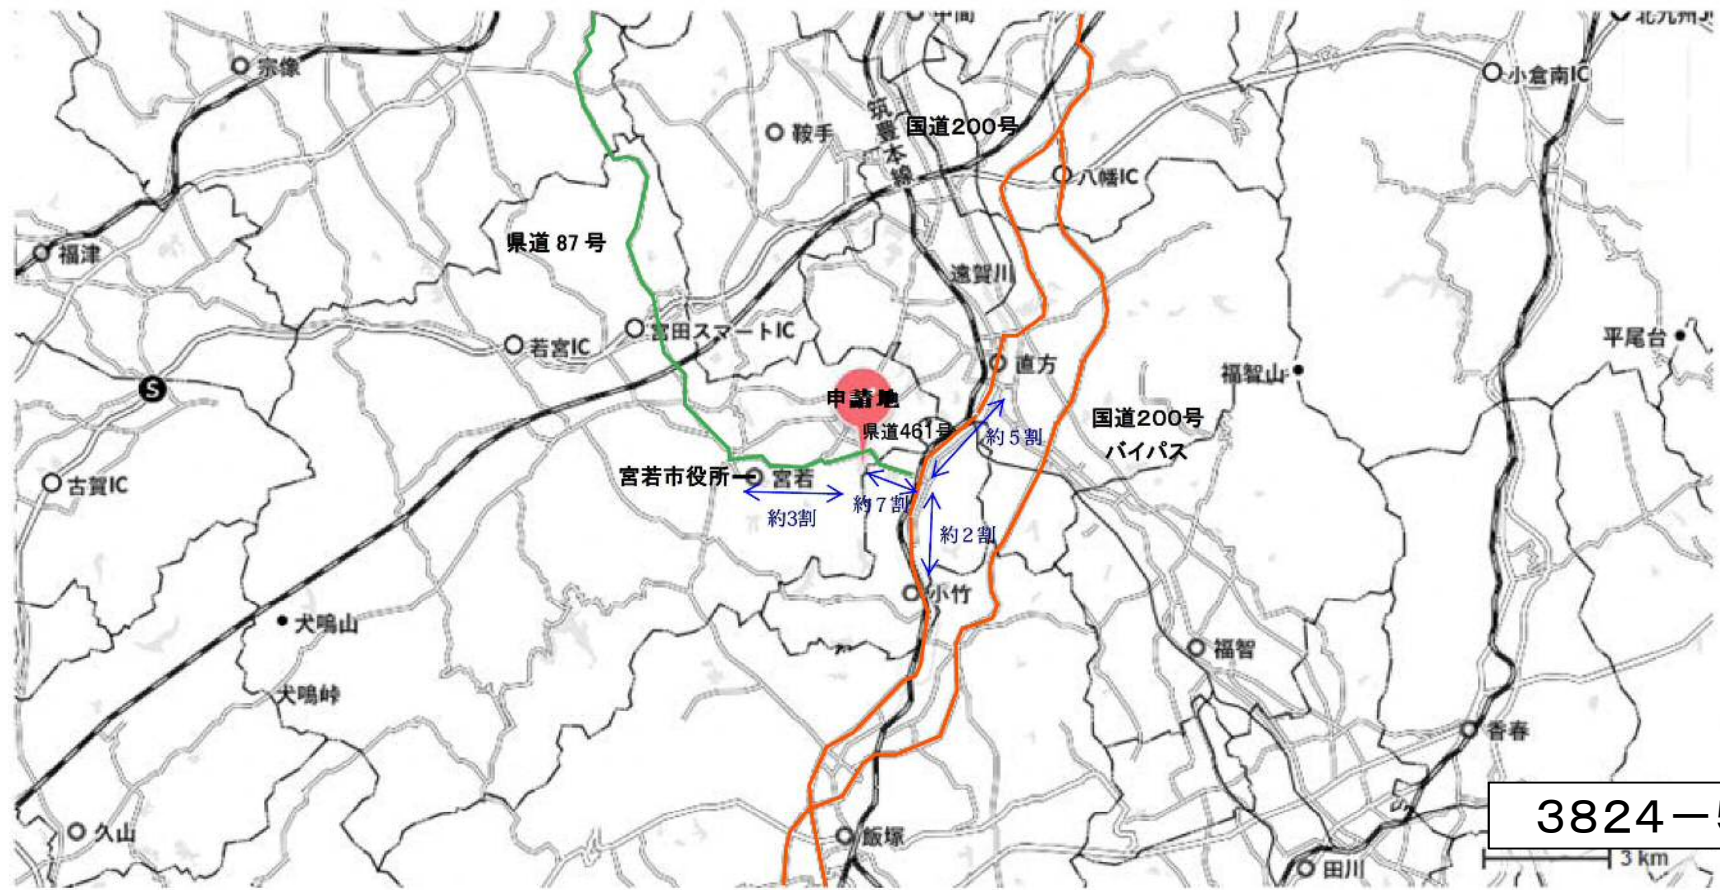 中間
北九州J
宗像
小倉南IC
鞍手
筑豊本線
国道200号
八幡IC
県道87号
福津
遠賀川
宮田スマートIC
若宮IC
平尾台
直方
福智山
S
申請地
国道200号
バイパス
県道461号
約5割
宮若市役所
宮若
古賀IC
約7割
約3割
約2割
小竹
犬鳴山
福智
犬鳴峠
香春
3824-5
久山
飯塚
3 km
田川